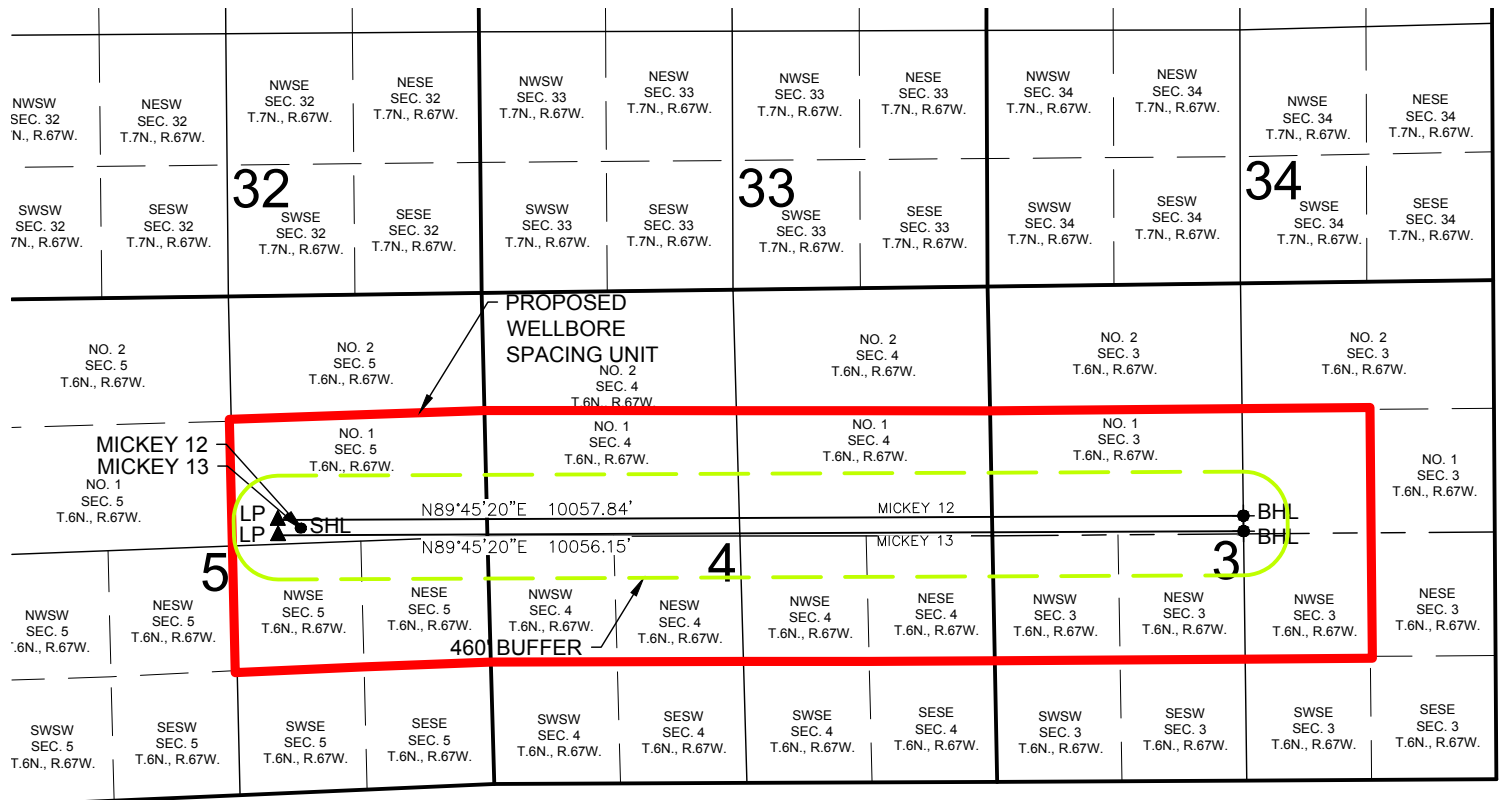 NWSW
SEC. 32
7N., R.67W.
NESW
SEC. 32
T.7N., R.67W.
NWSE
SEC. 32
T.7N., R.67W.
NESE
SEC. 32
T.7N., R.67W.
NWSW
SEC. 33
T.7N., R.67W.
NESW
SEC. 33
T.7N., R.67W.
NWSE
SEC. 33
T.7N., R.67W.
NESE
SEC. 33
T.7N., R.67W.
NWSW
SEC. 34
T.7N., R.67W.
NESW
SEC. 34
T.7N., R.67W.
NWSE
SEC. 34
T.7N., R.67W.
NESE
SEC. 34
T.7N., R.67W.
32
33
34
SWSW
SEC. 32
7N., R.67W.
SESW
SEC. 32
T.7N., R.67W.
SWSE
SEC. 32
T.7N., R.67W.
SESE
SEC. 32
T.7N., R.67W.
SWSW
SEC. 33
T.7N., R.67W.
SESW
SEC. 33
T.7N., R.67W.
SWSE
SEC. 33
T.7N., R.67W.
SESE
SEC. 33
T.7N., R.67W.
SWSW
SEC. 34
T.7N., R.67W.
SESW
SEC. 34
T.7N., R.67W.
SWSE
SEC. 34
T.7N., R.67W.
SESE
SEC. 34
T.7N., R.67W.
PROPOSED
WELLBORE
SPACING UNIT
NO. 2
SEC. 5
T.6N., R.67W.
NO. 2
SEC. 5
T.6N., R.67W.
NO. 2
SEC. 4
T.6N., R.67W.
NO. 2
SEC. 4
T.6N., R.67W.
NO. 2
SEC. 3
T.6N., R.67W.
NO. 2
SEC. 3
T.6N., R.67W.
MICKEY 12
MICKEY 13
NO. 1
SEC. 5
T.6N., R.67W.
NO. 1
SEC. 5
T.6N., R.67W.
NO. 1
SEC. 4
T.6N., R.67W.
NO. 1
SEC. 4
T.6N., R.67W.
NO. 1
SEC. 3
T.6N., R.67W.
NO. 1
SEC. 3
T.6N., R.67W.
LP
LP
SHL
N89°45'20"E 10057.84'
MICKEY 12
BHL
N89°45'20"E 10056.15'
MICKEY 13
BHL
5
4
3
NWSW
SEC. 5
T.6N., R.67W.
NESW
SEC. 5
T.6N., R.67W.
NWSE
SEC. 5
T.6N., R.67W.
NESE
SEC. 5
T.6N., R.67W.
NWSW
SEC. 4
T.6N., R.67W.
NESW
SEC. 4
T.6N., R.67W.
NWSE
SEC. 4
T.6N., R.67W.
NESE
SEC. 4
T.6N., R.67W.
NWSW
SEC. 3
T.6N., R.67W.
NESW
SEC. 3
T.6N., R.67W.
NWSE
SEC. 3
T.6N., R.67W.
NESE
SEC. 3
T.6N., R.67W.
460' BUFFER
SWSW
SEC. 5
T.6N., R.67W.
SESW
SEC. 5
T.6N., R.67W.
SWSE
SEC. 5
T.6N., R.67W.
SESE
SEC. 5
T.6N., R.67W.
SWSW
SEC. 4
T.6N., R.67W.
SESW
SEC. 4
T.6N., R.67W.
SWSE
SEC. 4
T.6N., R.67W.
SESE
SEC. 4
T.6N., R.67W.
SWSW
SEC. 3
T.6N., R.67W.
SESW
SEC. 3
T.6N., R.67W.
SWSE
SEC. 3
T.6N., R.67W.
SESE
SEC. 3
T.6N., R.67W.